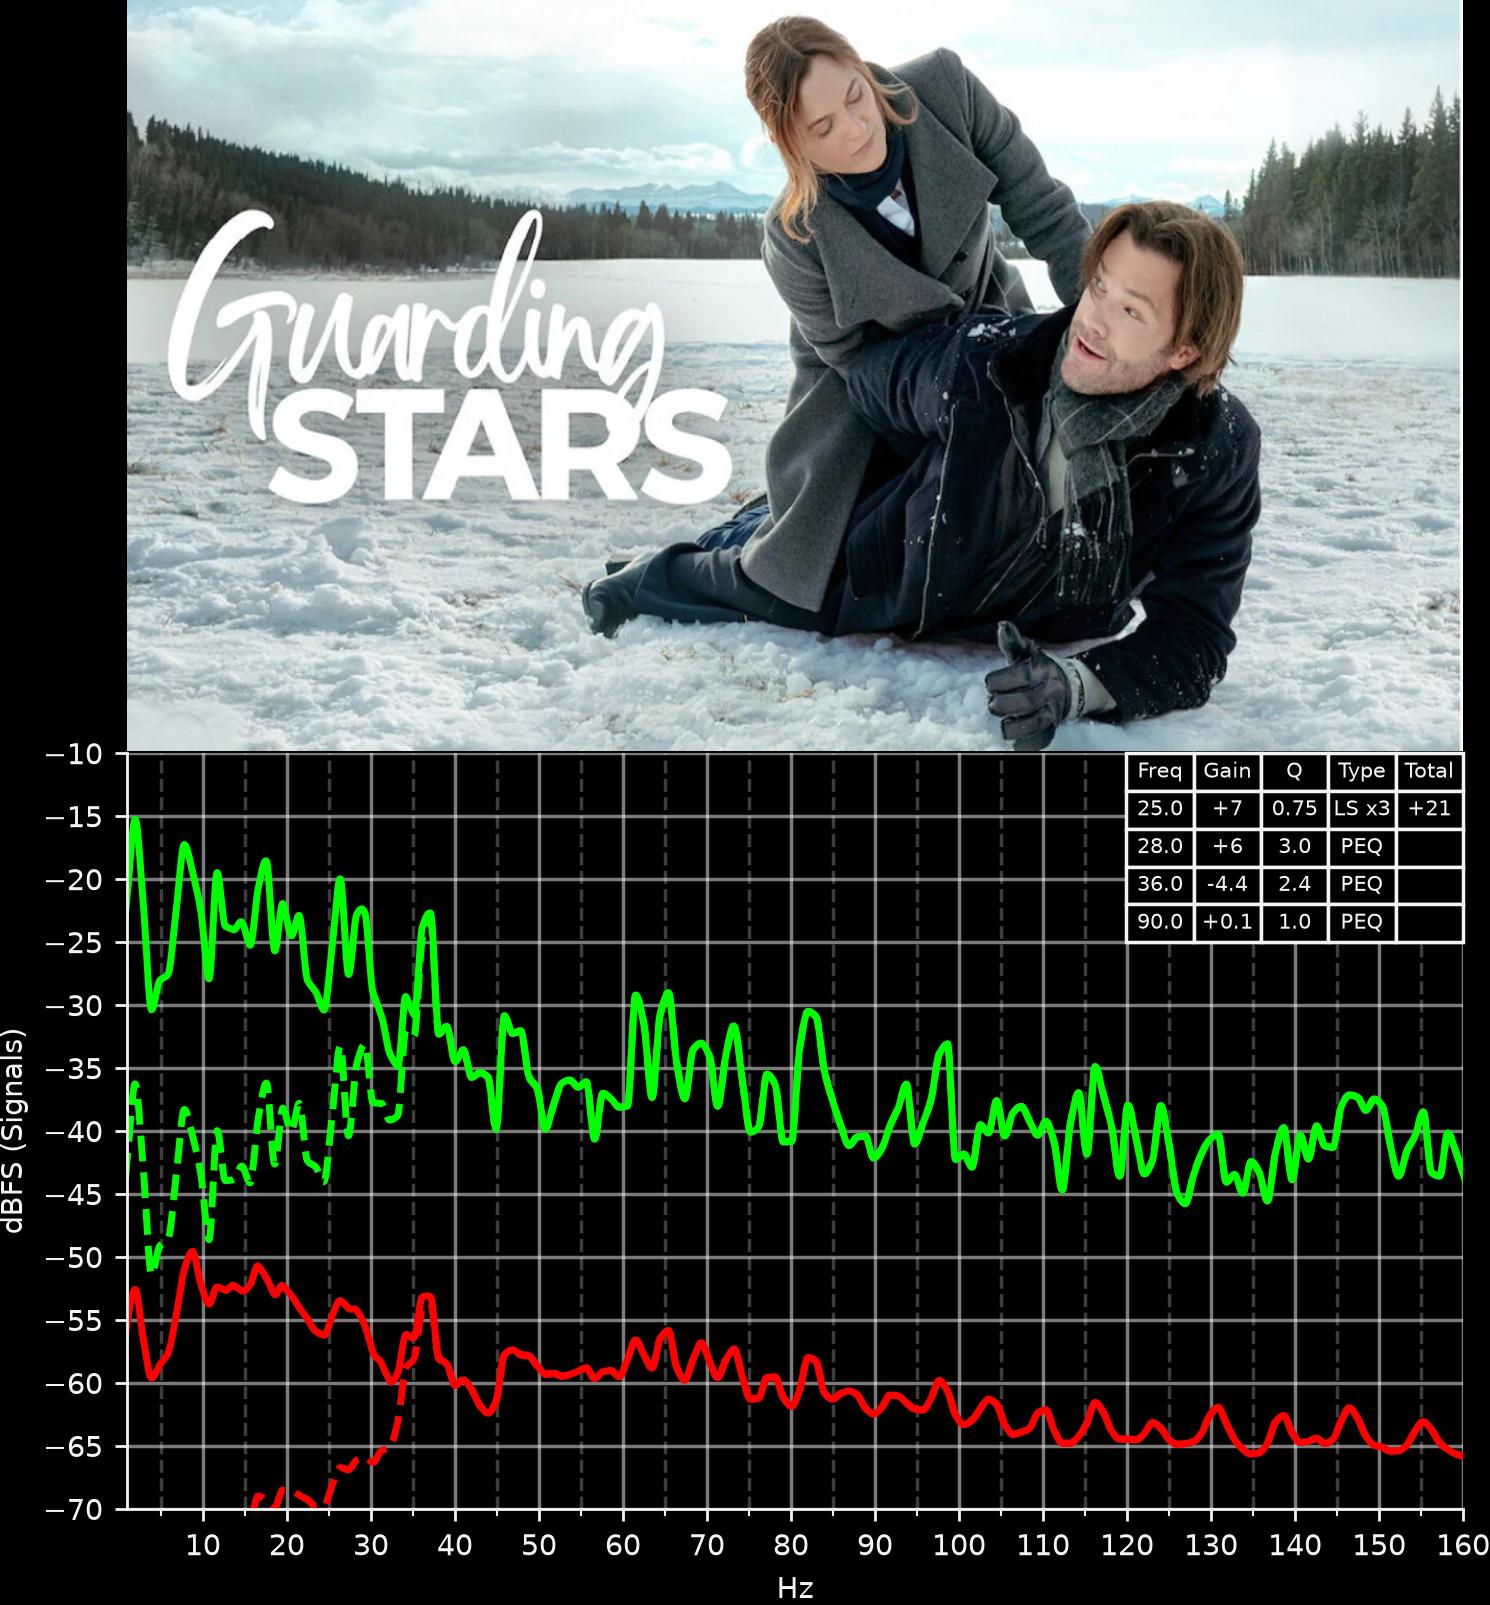 Guarding
STARS
−10
−15
−20
−25
−30
−35
−40
−45
−50
−55
−60
−65
−70
dBFS (Signals)
Freq Gain Q Type Total
25.0 +7 0.75 LS x3 +21
28.0 +6 3.0 PEQ
36.0 -4.4 2.4 PEQ
90.0 +0.1 1.0 PEQ
10 20 30 40 50 60 70 80 90 100 110 120 130 140 150 160
Hz